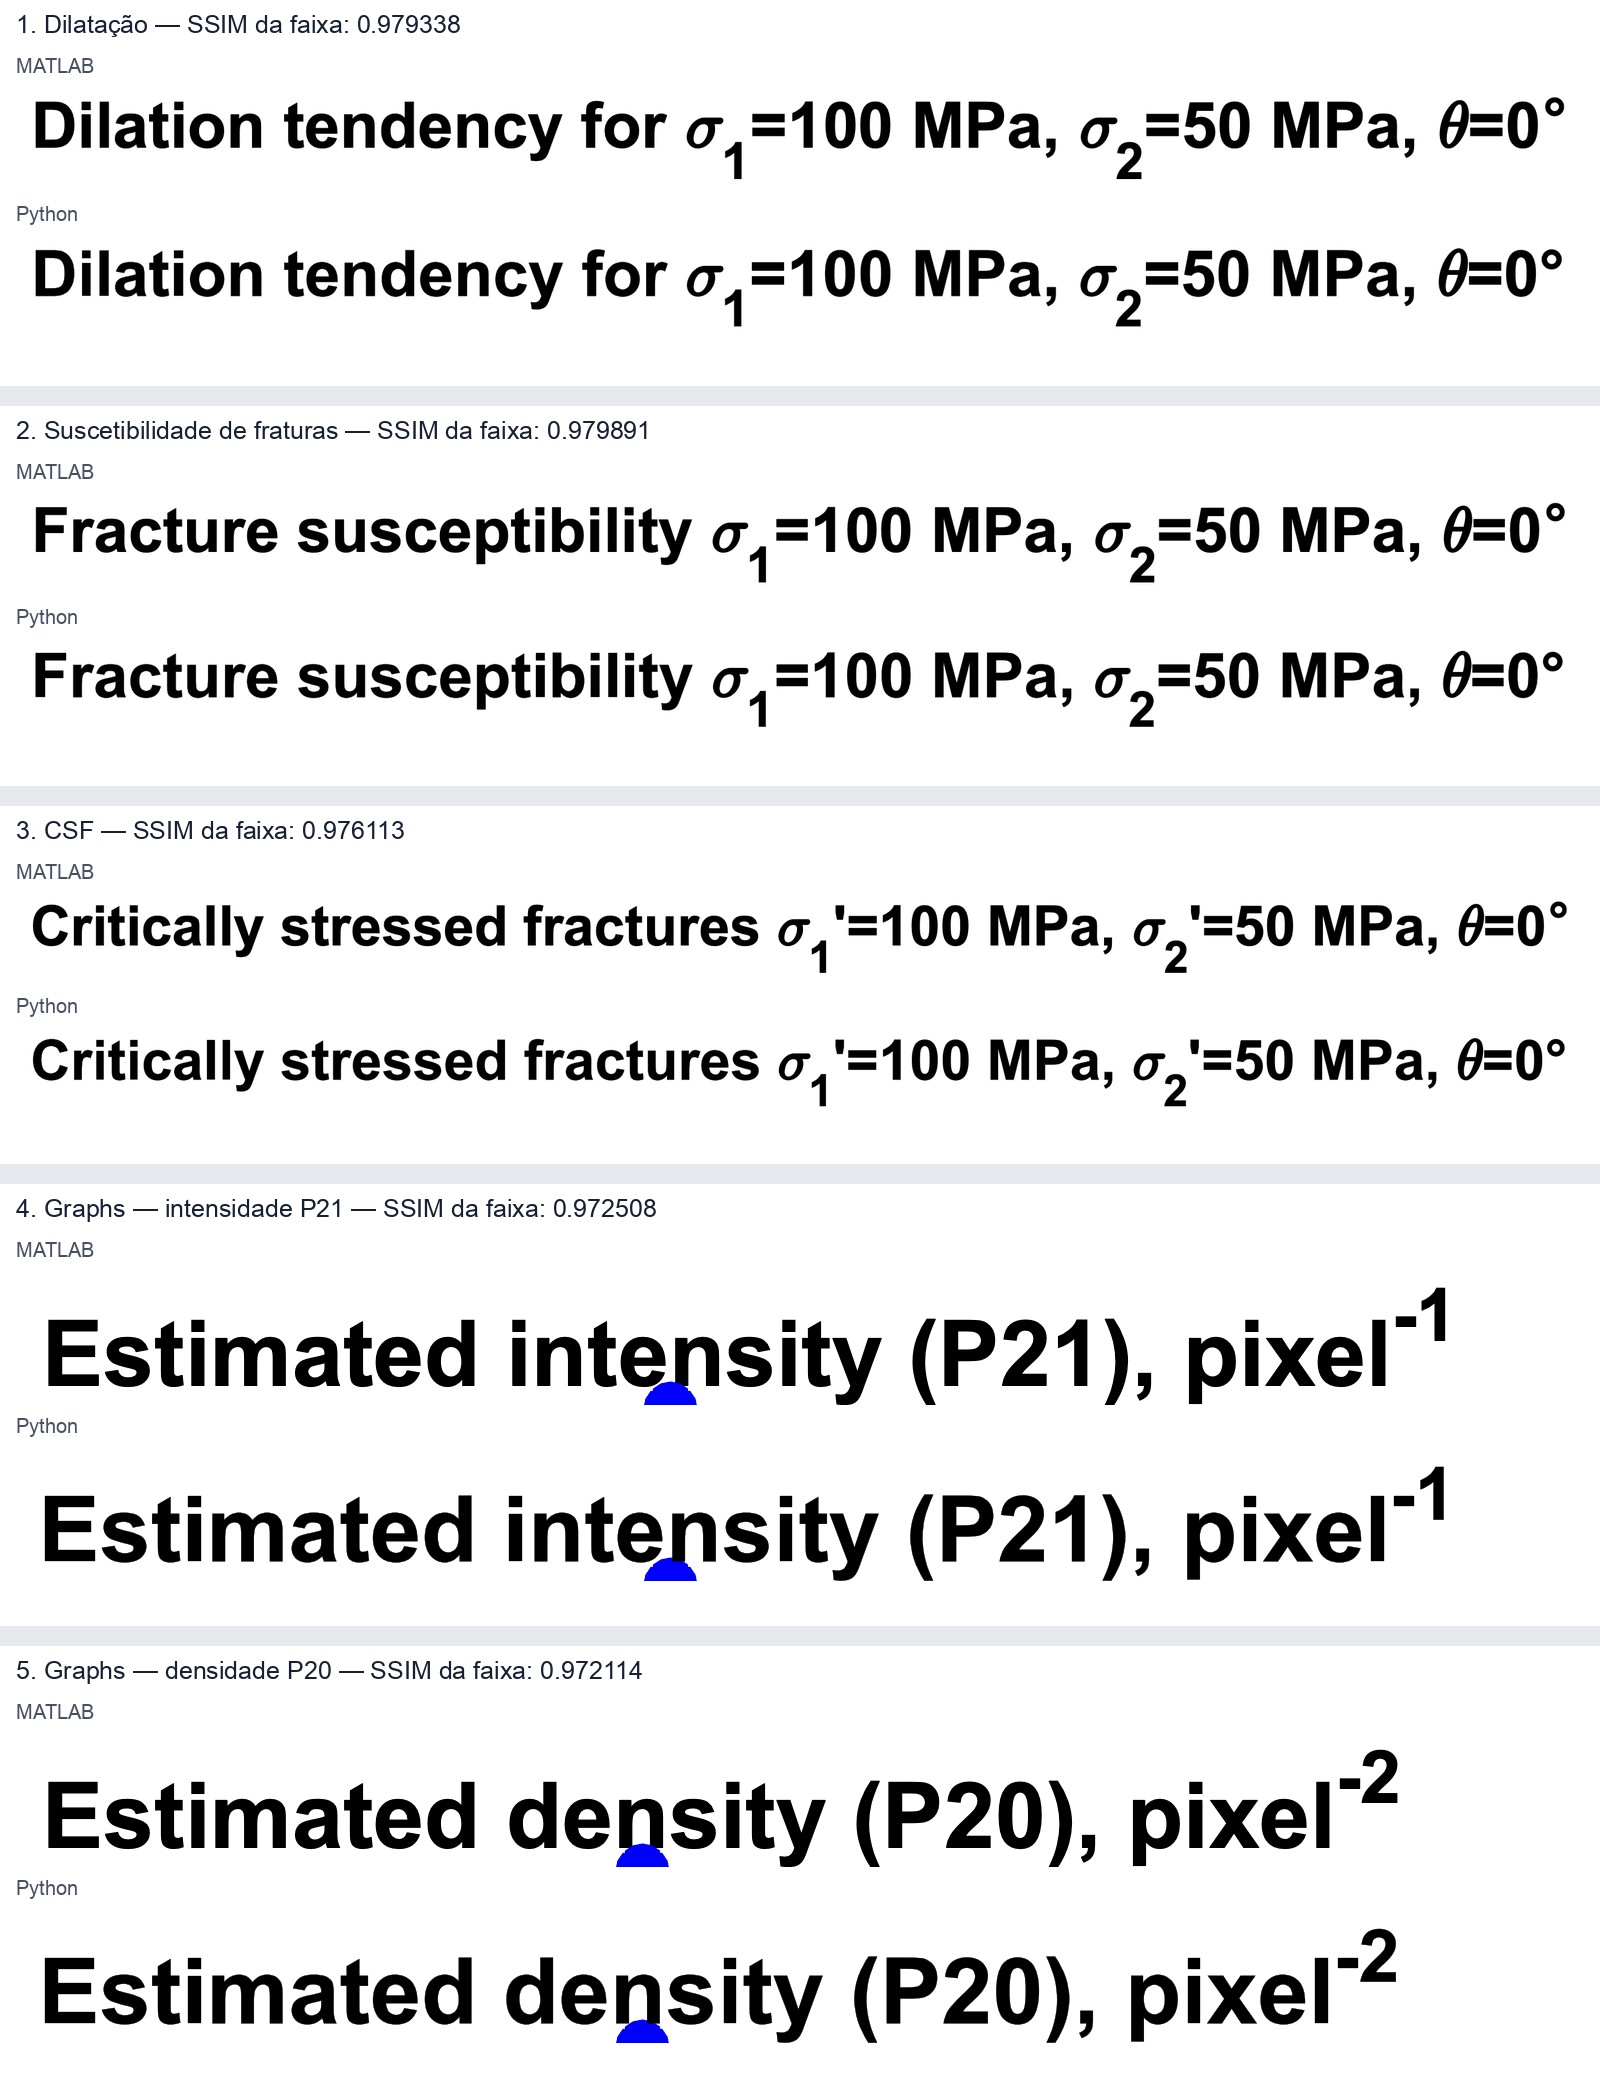 1. Dilatação — SSIM da faixa: 0.979338
MATLAB
Dilation tendency for σ₁=100 MPa, σ₂=50 MPa, θ=0°
Python
Dilation tendency for σ₁=100 MPa, σ₂=50 MPa, θ=0°
2. Suscetibilidade de fraturas — SSIM da faixa: 0.979891
MATLAB
Fracture susceptibility σ₁=100 MPa, σ₂=50 MPa, θ=0°
Python
Fracture susceptibility σ₁=100 MPa, σ₂=50 MPa, θ=0°
3. CSF — SSIM da faixa: 0.976113
MATLAB
Critically stressed fractures σ₁'=100 MPa, σ₂'=50 MPa, θ=0°
Python
Critically stressed fractures σ₁'=100 MPa, σ₂'=50 MPa, θ=0°
4. Graphs — intensidade P21 — SSIM da faixa: 0.972508
MATLAB
Estimated intensity (P21), pixel⁻¹
Python
Estimated intensity (P21), pixel⁻¹
5. Graphs — densidade P20 — SSIM da faixa: 0.972114
MATLAB
Estimated density (P20), pixel⁻²
Python
Estimated density (P20), pixel⁻²